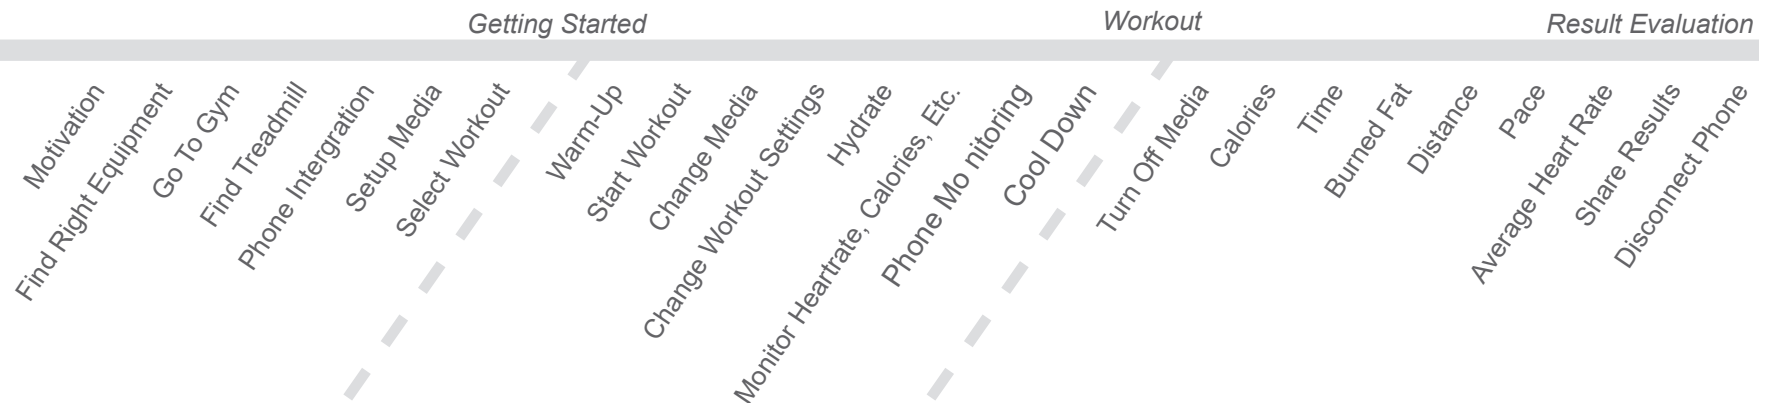 Getting Started
Workout
Result Evaluation
Motivation
Find Right Equipment
Go To Gym
Find Treadmill
Phone Intergration
Setup Media
Select Workout
Warm-Up
Start Workout
Change Media
Change Workout Settings
Hydrate
Monitor Heartrate, Calories, Etc.
Phone Mo nitoring
Cool Down
Turn Off Media
Calories
Time
Burned Fat
Distance
Pace
Average Heart Rate
Share Results
Disconnect Phone